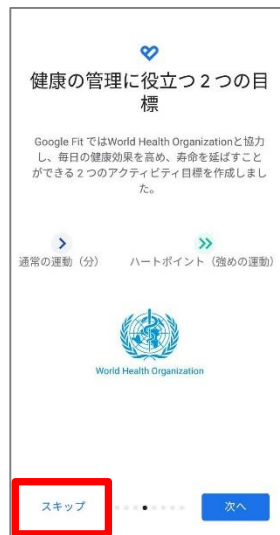 健康の管理に役立つ2つの目
標
Google Fit ではWorld Health Organizationと協力
し、毎日の健康効果を高め、寿命を延ばすこと
ができる2つのアクティビティ目標を作成しまし
た。
通常の運動（分）
ハートポイント（強めの運動）
World Health Organization
スキップ
次へ